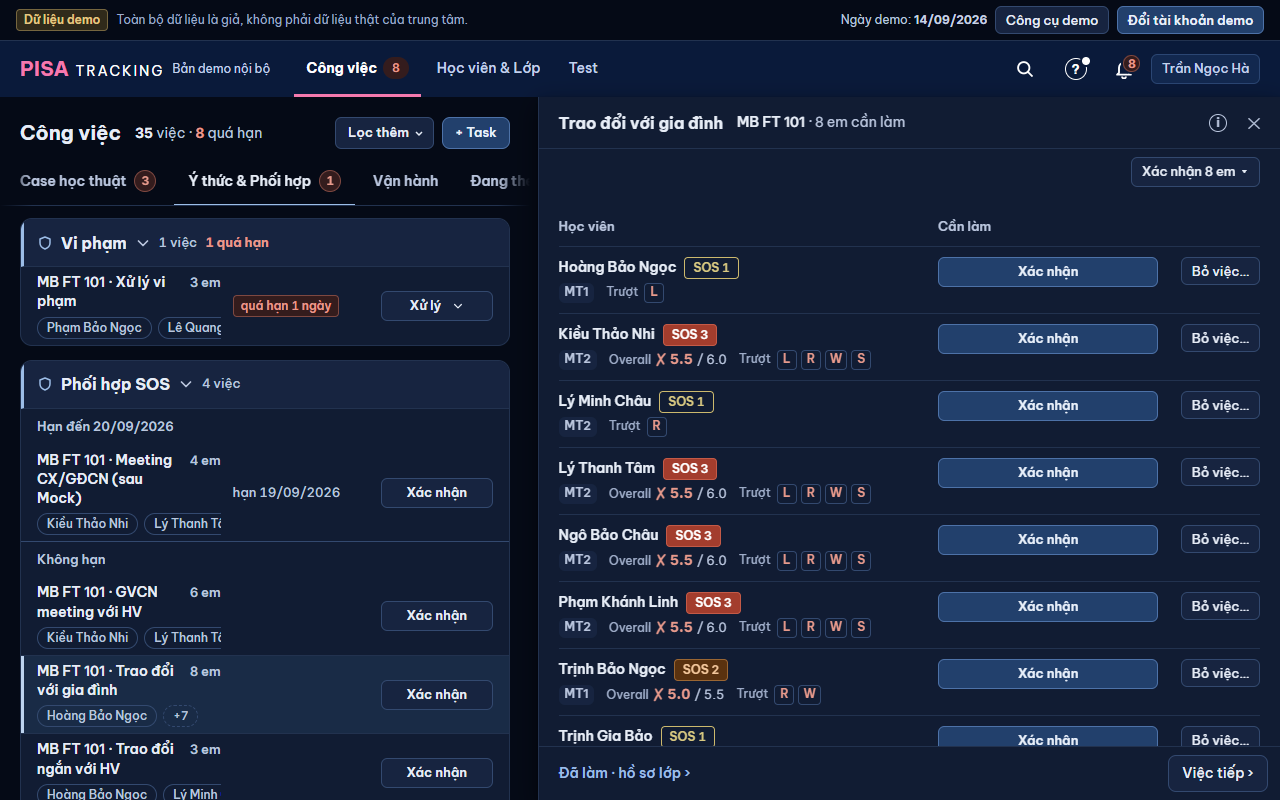 Dữ liệu demo Toàn bộ dữ liệu là giả, không phải dữ liệu thật của trung tâm.
Ngày demo: 14/09/2026 Công cụ demo Đổi tài khoản demo
PISA TRACKING Bản demo nội bộ Công việc 8 Học viên & Lớp Test ? 8 Trần Ngọc Hà
Công việc 35 việc · 8 quá hạn Lọc thêm + Task
Case học thuật 3 Ý thức & Phối hợp 1 Vận hành Đang
Vi phạm 1 việc 1 quá hạn
MB FT 101 · Xử lý vi phạm 3 em
quá hạn 1 ngày Xử lý
Phạm Bảo Ngọc Lê Quang
Phối hợp SOS 4 việc
Hạn đến 20/09/2026
MB FT 101 · Meeting 4 em
CX/GĐCN (sau
Mock)
hạn 19/09/2026 Xác nhận
Kiều Thảo Nhi Lý Thanh
Không hạn
MB FT 101 · GVCN 6 em
meeting với HV
Xác nhận
Kiều Thảo Nhi Lý Thanh
MB FT 101 · Trao đổi 8 em
với gia đình
Xác nhận
Hoàng Bảo Ngọc +7
MB FT 101 · Trao đổi 3 em
ngắn với HV
Xác nhận
Hoàng Bảo Ngọc Lý Minh
Trao đổi với gia đình MB FT 101 · 8 em cần làm
Xác nhận 8 em
Học viên Cần làm
Hoàng Bảo Ngọc SOS 1 Xác nhận Bỏ việc...
MT1 Trượt L
Kiều Thảo Nhi SOS 3 Xác nhận Bỏ việc...
MT2 Overall ✗ 5.5 / 6.0 Trượt L R W S
Lý Minh Châu SOS 1 Xác nhận Bỏ việc...
MT2 Trượt R
Lý Thanh Tâm SOS 3 Xác nhận Bỏ việc...
MT2 Overall ✗ 5.5 / 6.0 Trượt L R W S
Ngô Bảo Châu SOS 3 Xác nhận Bỏ việc...
MT2 Overall ✗ 5.5 / 6.0 Trượt L R W S
Phạm Khánh Linh SOS 3 Xác nhận Bỏ việc...
MT2 Overall ✗ 5.5 / 6.0 Trượt L R W S
Trịnh Bảo Ngọc SOS 2 Xác nhận Bỏ việc...
MT1 Overall ✗ 5.0 / 5.5 Trượt R W
Trịnh Gia Bảo SOS 1 Xác nhận Bỏ việc...
Đã làm · hồ sơ lớp › Việc tiếp ›